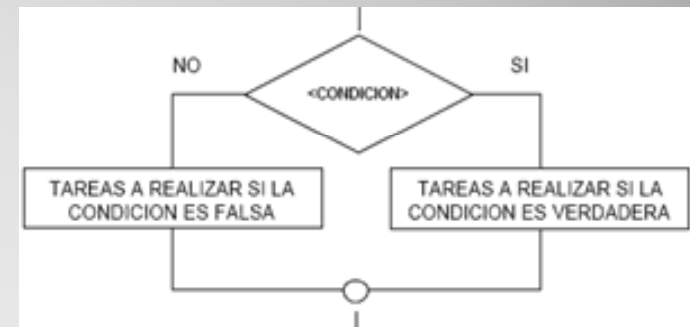 NO
SI
<CONDICION>
TAREAS A REALIZAR SI LA
CONDICION ES FALSA
TAREAS A REALIZAR SI LA
CONDICION ES VERDADERA